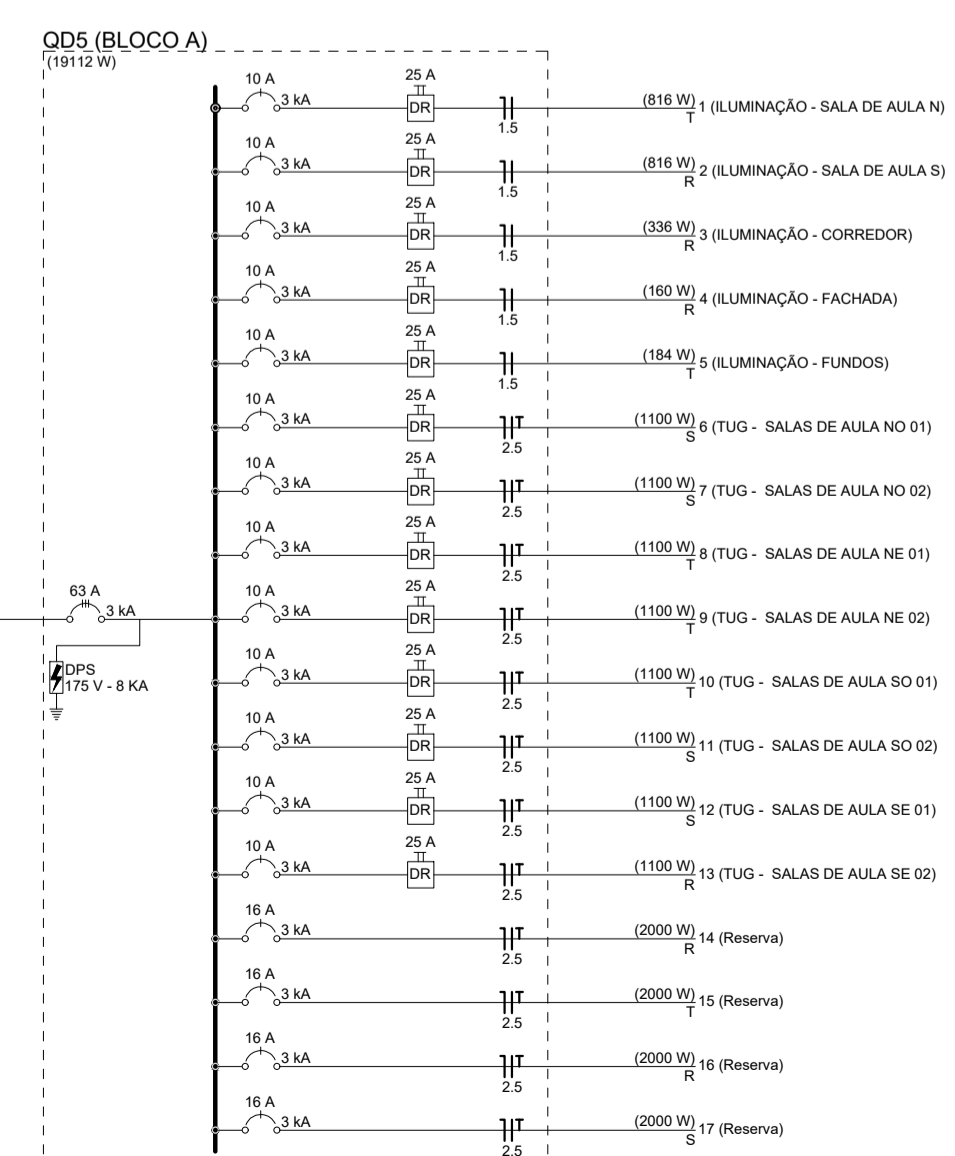 QD5 (BLOCO A)
(19112 W)
10 A
3 kA
25 A
DR
1.5
(816 W)
T
1 (ILUMINAÇÃO - SALA DE AULA N)
10 A
3 kA
25 A
DR
1.5
(816 W)
R
2 (ILUMINAÇÃO - SALA DE AULA S)
10 A
3 kA
25 A
DR
1.5
(336 W)
R
3 (ILUMINAÇÃO - CORREDOR)
10 A
3 kA
25 A
DR
1.5
(160 W)
R
4 (ILUMINAÇÃO - FACHADA)
10 A
3 kA
25 A
DR
1.5
(184 W)
T
5 (ILUMINAÇÃO - FUNDOS)
10 A
3 kA
25 A
DR
T
2.5
(1100 W)
S
6 (TUG - SALAS DE AULA NO 01)
10 A
3 kA
25 A
DR
T
2.5
(1100 W)
S
7 (TUG - SALAS DE AULA NO 02)
10 A
3 kA
25 A
DR
T
2.5
(1100 W)
T
8 (TUG - SALAS DE AULA NE 01)
63 A
3 kA
10 A
3 kA
25 A
DR
T
2.5
(1100 W)
T
9 (TUG - SALAS DE AULA NE 02)
DPS
175 V - 8 KA
10 A
3 kA
25 A
DR
T
2.5
(1100 W)
T
10 (TUG - SALAS DE AULA SO 01)
10 A
3 kA
25 A
DR
T
2.5
(1100 W)
S
11 (TUG - SALAS DE AULA SO 02)
10 A
3 kA
25 A
DR
T
2.5
(1100 W)
S
12 (TUG - SALAS DE AULA SE 01)
10 A
3 kA
25 A
DR
T
2.5
(1100 W)
R
13 (TUG - SALAS DE AULA SE 02)
16 A
3 kA
T
2.5
(2000 W)
R
14 (Reserva)
16 A
3 kA
T
2.5
(2000 W)
T
15 (Reserva)
16 A
3 kA
T
2.5
(2000 W)
R
16 (Reserva)
16 A
3 kA
T
2.5
(2000 W)
S
17 (Reserva)